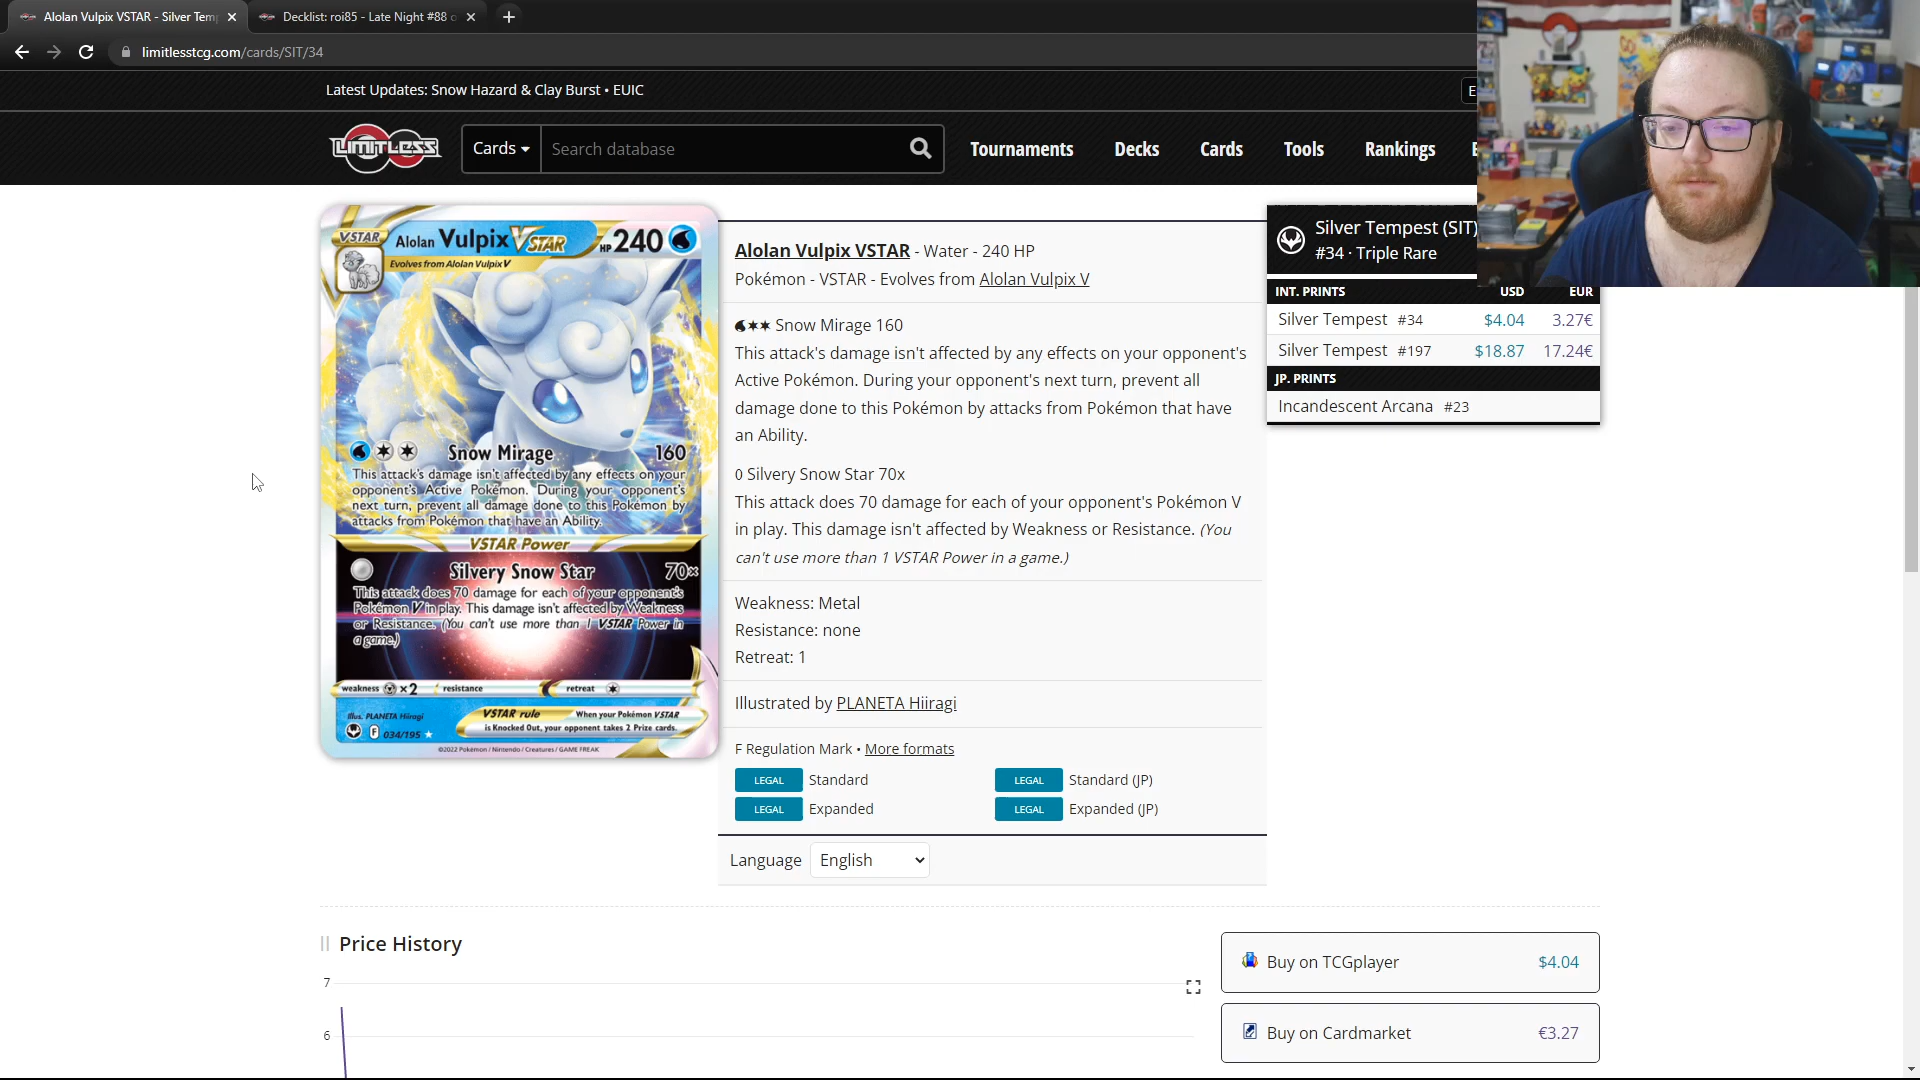 Alolan Vulpix VSTAR - Silver Temp
Decklist: roi85 - Late Night #88 o
limitlesstcg.com/cards/SIT/34
Latest Updates: Snow Hazard & Clay Burst • EUIC
E
LIMITLESS
Cards
Search database
Tournaments
Decks
Cards
Tools
Rankings
E
VSTAR
Alolan Vulpix VSTAR
HP 240
Evolves from Alolan Vulpix V
Snow Mirage 160
This attack's damage isn't affected by any effects on your
opponent's Active Pokémon. During your opponent's
next turn, prevent all damage done to this Pokémon by
attacks from Pokémon that have an Ability.
VSTAR Power
Silvery Snow Star 70×
This attack does 70 damage for each of your opponent's
Pokémon V in play. This damage isn't affected by Weakness
or Resistance. (You can't use more than 1 VSTAR Power in
a game.)
weakness ×2 resistance retreat
Illus. PLANETA Hiiragi
VSTAR rule When your Pokémon VSTAR
is Knocked Out, your opponent takes 2 Prize cards.
F 034/195
©2022 Pokémon / Nintendo / Creatures / GAME FREAK
Alolan Vulpix VSTAR - Water - 240 HP
Pokémon - VSTAR - Evolves from Alolan Vulpix V
Snow Mirage 160
This attack's damage isn't affected by any effects on your opponent's
Active Pokémon. During your opponent's next turn, prevent all
damage done to this Pokémon by attacks from Pokémon that have
an Ability.
0 Silvery Snow Star 70x
This attack does 70 damage for each of your opponent's Pokémon V
in play. This damage isn't affected by Weakness or Resistance. (You
can't use more than 1 VSTAR Power in a game.)
Weakness: Metal
Resistance: none
Retreat: 1
Illustrated by PLANETA Hiiragi
F Regulation Mark • More formats
LEGAL Standard
LEGAL Standard (JP)
LEGAL Expanded
LEGAL Expanded (JP)
Language English
Silver Tempest (SIT)
#34 · Triple Rare
INT. PRINTS USD EUR
Silver Tempest #34 $4.04 3.27€
Silver Tempest #197 $18.87 17.24€
JP. PRINTS
Incandescent Arcana #23
Price History
7
6
Buy on TCGplayer $4.04
Buy on Cardmarket €3.27